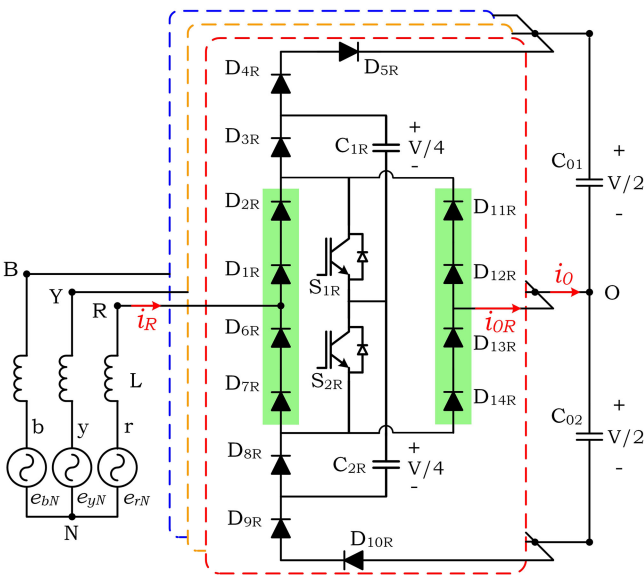 D4R
D5R
D3R
C1R
+
V/4
-
C01
+
V/2
-
D2R
D11R
D1R
S1R
D12R
B
Y
R
iR
i0R
i0
O
D6R
S2R
D13R
L
D7R
D14R
b
y
r
D8R
C2R
+
V/4
-
C02
+
V/2
-
ebN
eyN
erN
D9R
N
D10R